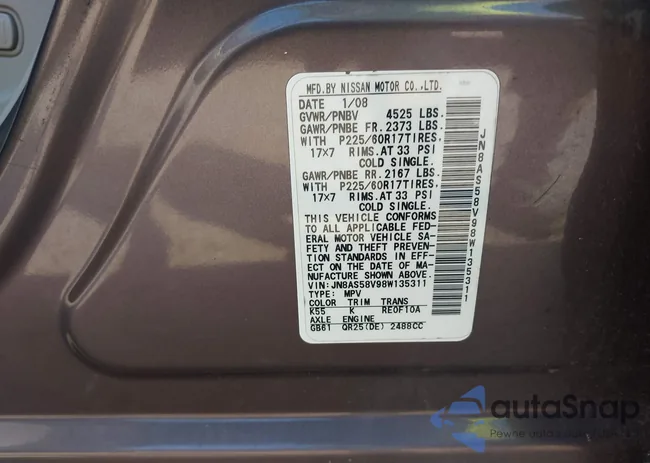 MFD.BY NISSAN MOTOR CO.,LTD.
DATE 1/08
GVWR/PNBV 4525 LBS.
GAWR/PNBE FR. 2373 LBS.
WITH P225/60R17TIRES.
17x7 RIMS.AT 33 PSI
COLD SINGLE.
GAWR/PNBE RR. 2167 LBS.
WITH P225/60R17TIRES.
17x7 RIMS.AT 33 PSI
COLD SINGLE.
THIS VEHICLE CONFORMS
TO ALL APPLICABLE FED-
ERAL MOTOR VEHICLE SA-
FETY AND THEFT PREVEN-
TION STANDARDS IN EFF-
ECT ON THE DATE OF MA-
NUFACTURE SHOWN ABOVE.
VIN: JN8AS58V98W135311
TYPE: MPV
COLOR TRIM TRANS
K55 K RE0F10A
AXLE ENGINE
GB61 QR25(DE) 2488CC
JN8AS58V98W135311
autaSnap
Pewne auta